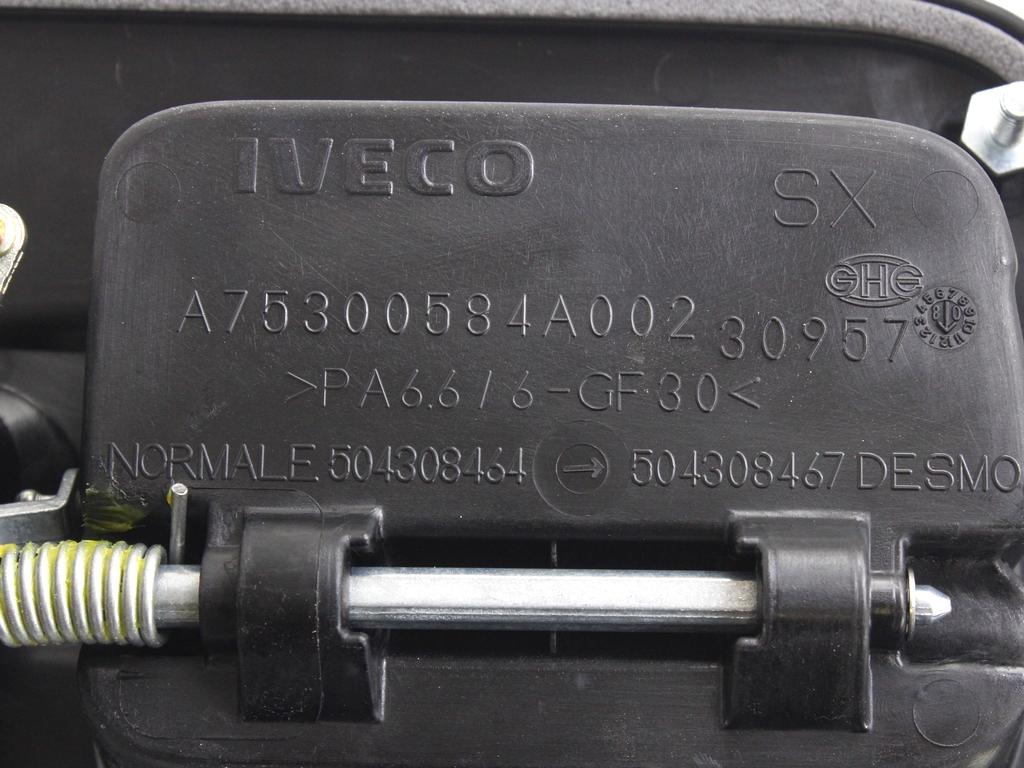 IVECO
SX
GHG
A75300584A002 30957
>PA6.6/6-GF30<
NORMALE 504308464 → 504308467 DESMO